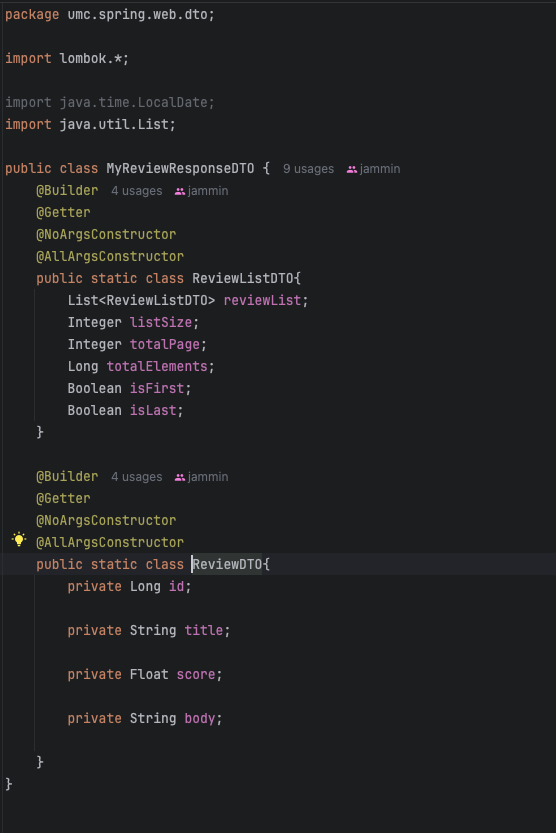 package umc.spring.web.dto;
import lombok.*;
import java.time.LocalDate;
import java.util.List;
public class MyReviewResponseDTO {  9 usages  jammin
@Builder  4 usages  jammin
@Getter
@NoArgsConstructor
@AllArgsConstructor
public static class ReviewListDTO{
List<ReviewListDTO> reviewList;
Integer listSize;
Integer totalPage;
Long totalElements;
Boolean isFirst;
Boolean isLast;
}
@Builder  4 usages  jammin
@Getter
@NoArgsConstructor
@AllArgsConstructor
public static class ReviewDTO{
private Long id;
private String title;
private Float score;
private String body;
}
}